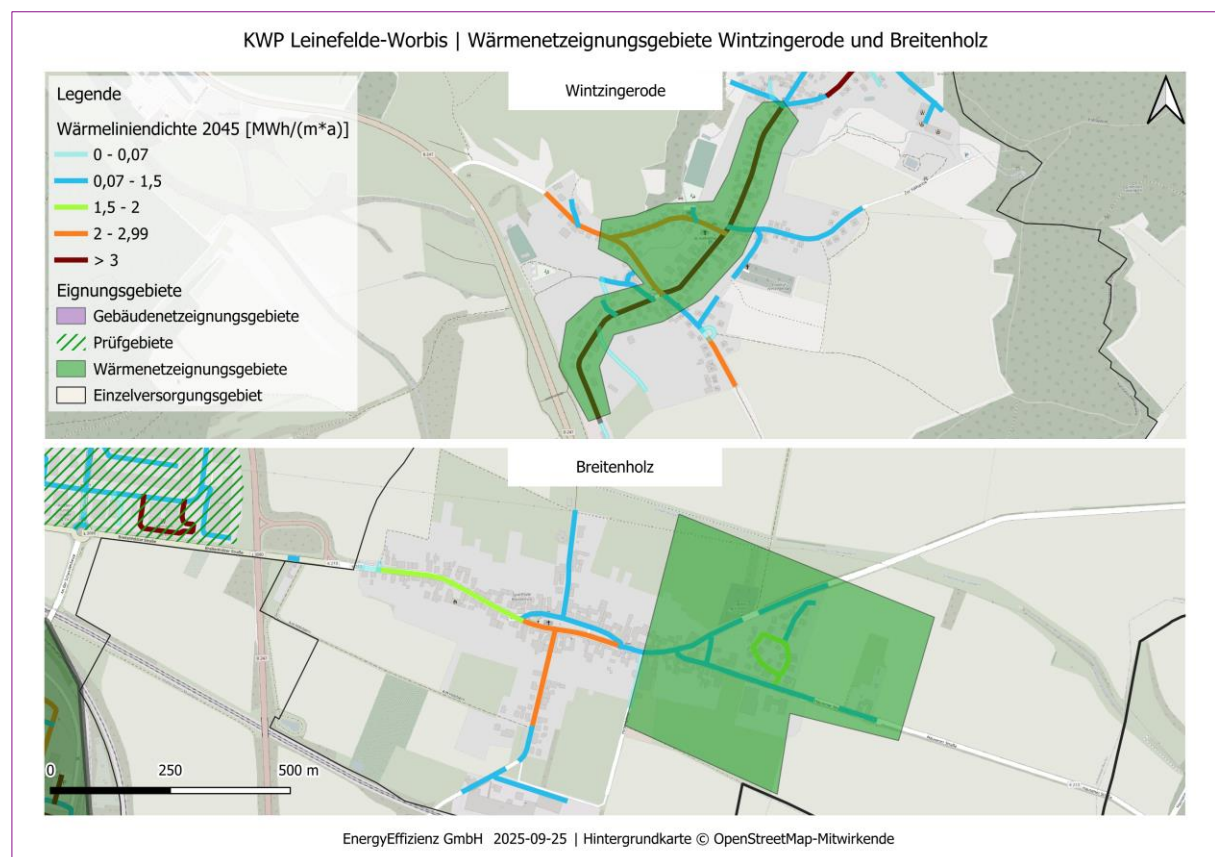 KWP Leinefelde-Worbis | Wärmenetzeignungsgebiete Wintzingerode und Breitenholz
Wintzingerode
Legende
Wärmeliniendichte 2045 [MWh/(m*a)]
0 - 0,07
0,07 - 1,5
1,5 - 2
2 - 2,99
> 3
Eignungsgebiete
Gebäudenetzeignungsgebiete
Prüfgebiete
Wärmenetzeignungsgebiete
Einzelversorgungsgebiet
Breitenholz
0 250 500 m
EnergyEffizienz GmbH 2025-09-25 | Hintergrundkarte © OpenStreetMap-Mitwirkende